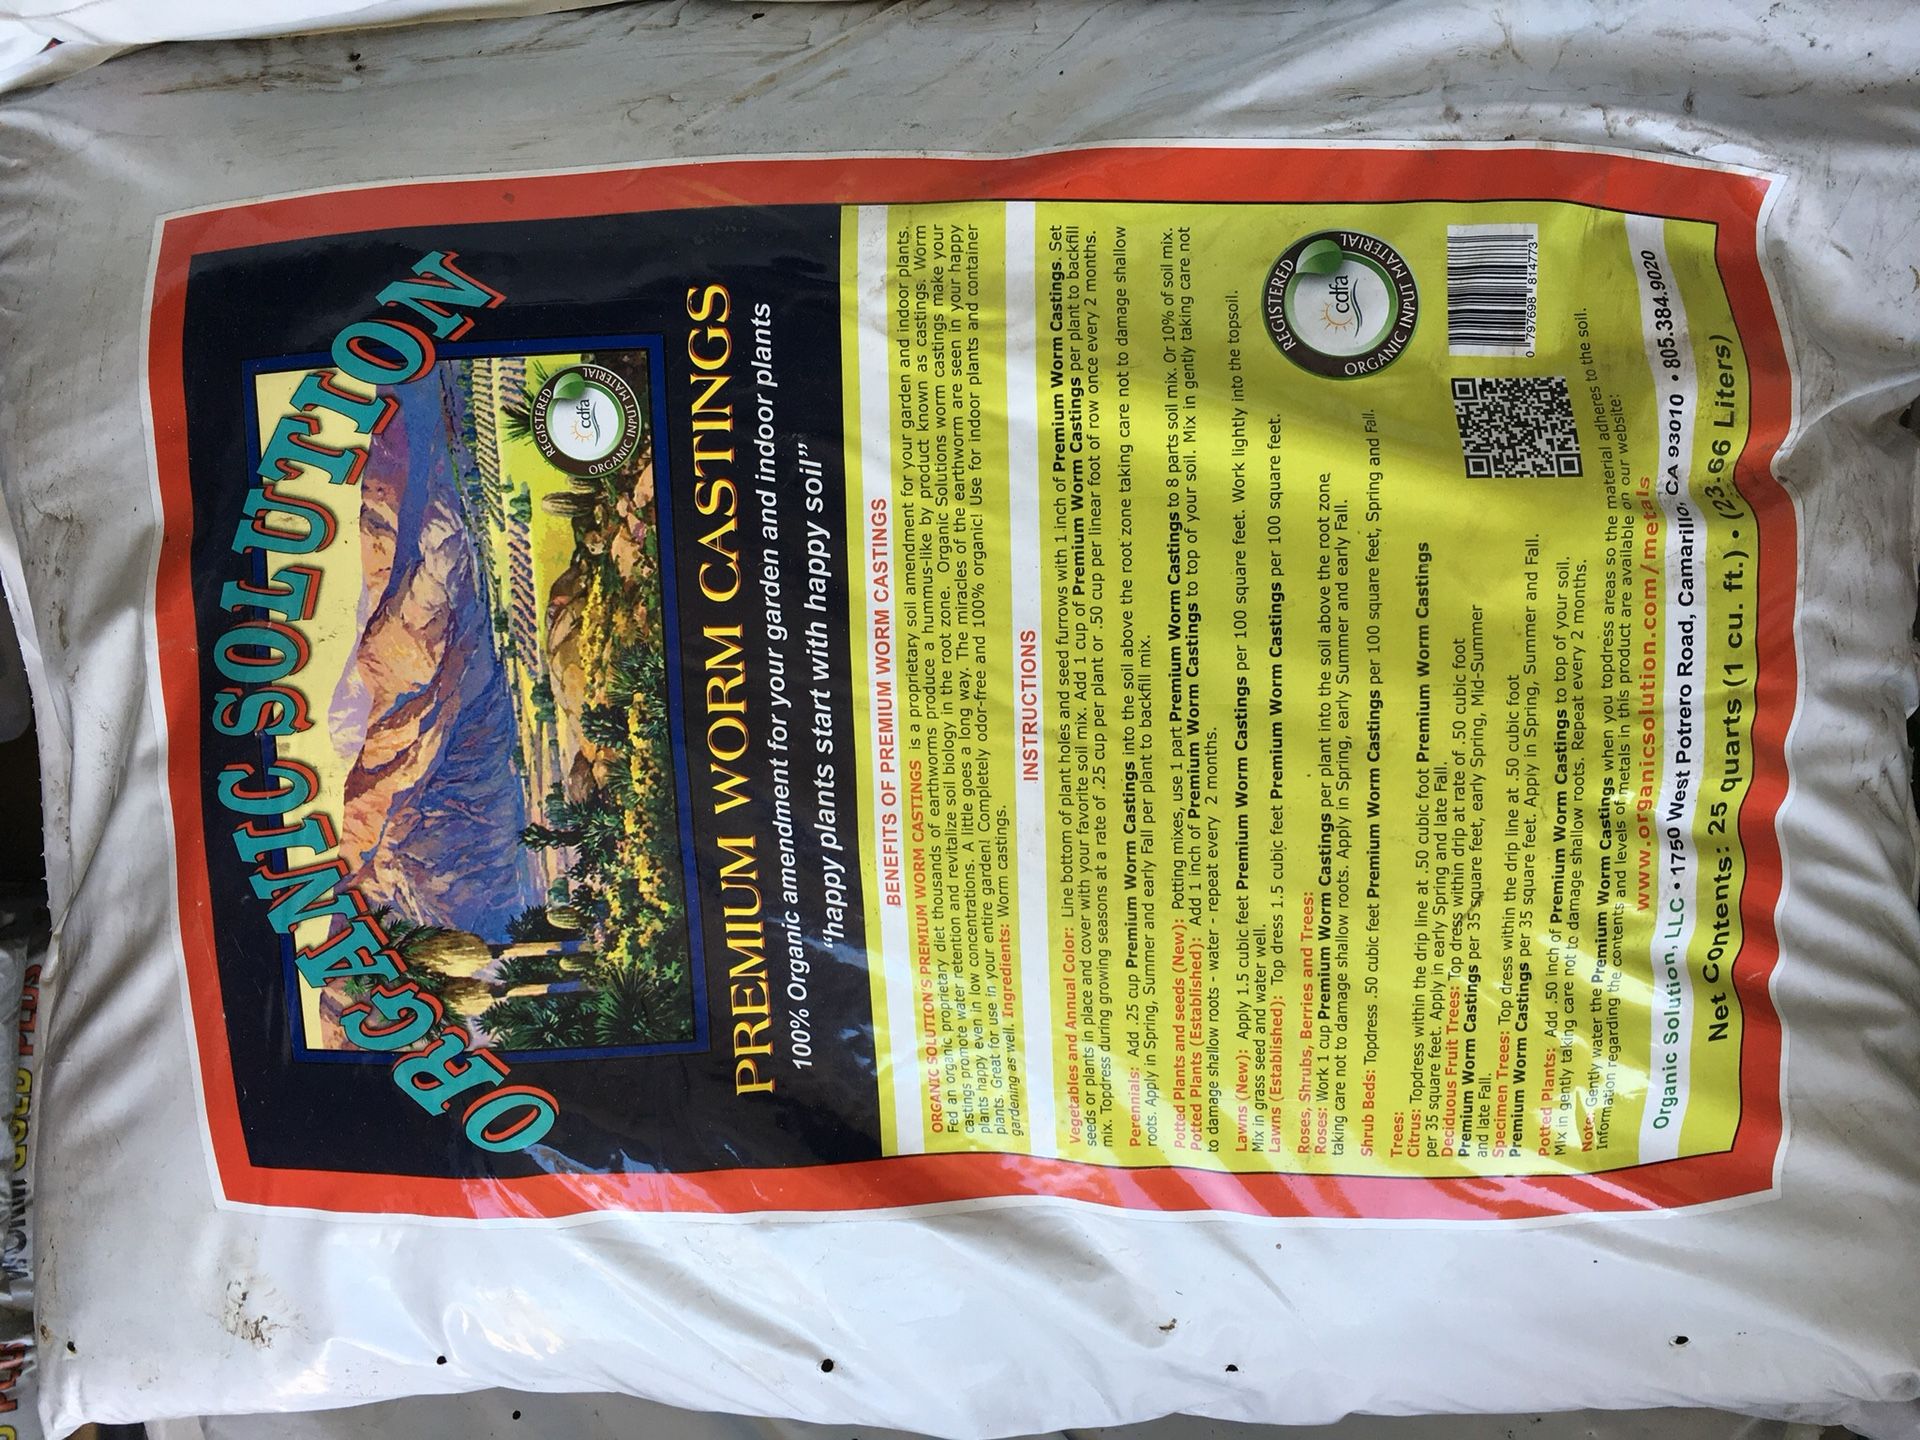 ORGANIC SOLUTION
REGISTERED
cdfa
ORGANIC INPUT MATERIAL
PREMIUM WORM CASTINGS
100% Organic amendment for your garden and indoor plants
“happy plants start with happy soil”
BENEFITS OF PREMIUM WORM CASTINGS
ORGANIC SOLUTION'S PREMIUM WORM CASTINGS is a proprietary soil amendment for your garden and indoor plants.
Fed an organic proprietary diet thousands of earthworms produce a hummus-like by product known as castings. Worm
castings promote water retention and revitalize soil biology in the root zone. Organic Solutions worm castings make your
plants happy even in low concentrations. A little goes a long way. The miracles of the earthworm are seen in your happy
plants. Great for use in your entire garden! Completely odor-free and 100% organic! Use for indoor plants and container
gardening as well. Ingredients: Worm castings.
INSTRUCTIONS
Vegetables and Annual Color: Line bottom of plant holes and seed furrows with 1 inch of Premium Worm Castings. Set
seeds or plants in place and cover with your favorite soil mix. Add 1 cup of Premium Worm Castings per plant to backfill
mix. Topdress during growing seasons at a rate of .25 cup per plant or .50 cup per linear foot of row once every 2 months.
Perennials: Add .25 cup Premium Worm Castings into the soil above the root zone taking care not to damage shallow
roots. Apply in Spring, Summer and early Fall per plant to backfill mix.
Potted Plants and seeds (New): Potting mixes, use 1 part Premium Worm Castings to 8 parts soil mix. Or 10% of soil mix.
Potted Plants (Established): Add 1 inch of Premium Worm Castings to top of your soil. Mix in gently taking care not
to damage shallow roots - water - repeat every 2 months.
Lawns (New): Apply 1.5 cubic feet Premium Worm Castings per 100 square feet. Work lightly into the topsoil.
Mix in grass seed and water well.
Lawns (Established): Top dress 1.5 cubic feet Premium Worm Castings per 100 square feet.
Roses, Shrubs, Berries and Trees:
Roses: Work 1 cup Premium Worm Castings per plant into the soil above the root zone
taking care not to damage shallow roots. Apply in Spring, early Summer and early Fall.
Shrub Beds: Topdress .50 cubic feet Premium Worm Castings per 100 square feet, Spring and Fall.
Trees:
Citrus: Topdress within the drip line at .50 cubic foot Premium Worm Castings
per 35 square feet. Apply in early Spring and late Fall.
Deciduous Fruit Trees: Top dress within drip at rate of .50 cubic foot
Premium Worm Castings per 35 square feet, early Spring, Mid-Summer
and late Fall.
Specimen Trees: Top dress within the drip line at .50 cubic foot
Premium Worm Castings per 35 square feet. Apply in Spring, Summer and Fall.
Potted Plants: Add .50 inch of Premium Worm Castings to top of your soil.
Mix in gently taking care not to damage shallow roots. Repeat every 2 months.
Note: Gently water the Premium Worm Castings when you topdress areas so the material adheres to the soil.
Information regarding the contents and levels of metals in this product are available on our website:
www.organicsolution.com/metals
REGISTERED
cdfa
ORGANIC INPUT MATERIAL
0 797698 814773
Organic Solution, LLC • 1750 West Potrero Road, Camarillo, CA 93010 • 805.384.9020
Net Contents: 25 quarts (1 cu. ft.) • (23.66 Liters)
WORM GOLD PLUS